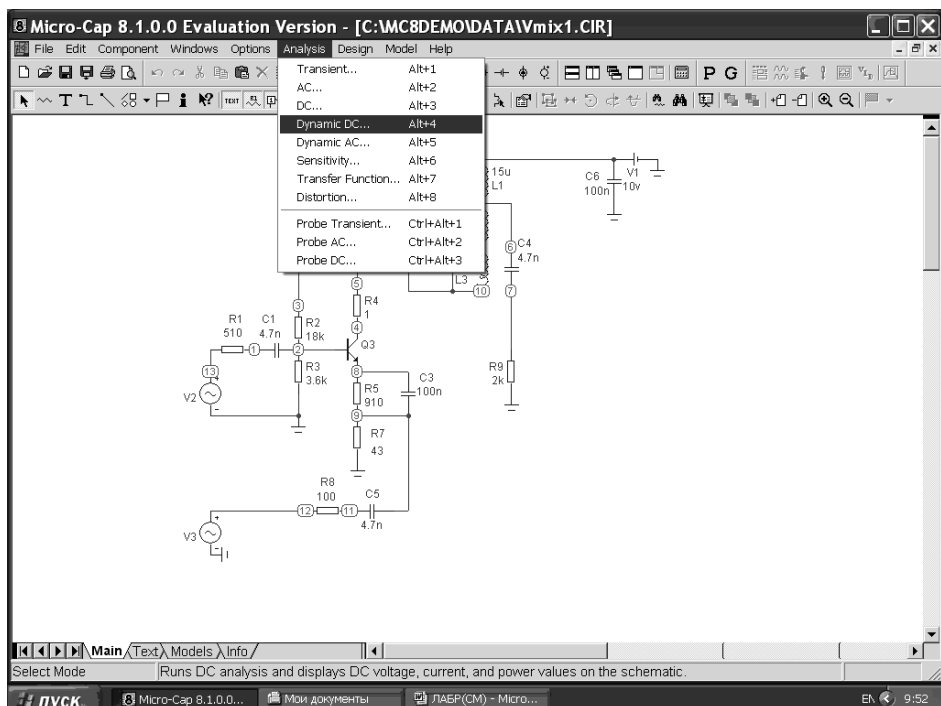 Micro-Cap 8.1.0.0 Evaluation Version - [C:\MC8DEMO\DATA\Vmix1.CIR]
File Edit Component Windows Options Analysis Design Model Help
Transient... Alt+1
AC... Alt+2
DC... Alt+3
Dynamic DC... Alt+4
Dynamic AC... Alt+5
Sensitivity... Alt+6
Transfer Function... Alt+7
Distortion... Alt+8
Probe Transient... Ctrl+Alt+1
Probe AC... Ctrl+Alt+2
Probe DC... Ctrl+Alt+3
P G
T
TEXT
15u
L1
C6
100n
V1
10v
6
C4
4.7n
L3
10
7
5
R4
1
4
3
R1
510
C1
4.7n
R2
18k
1
2
Q3
13
R3
3.6k
8
C3
100n
R9
2k
V2
+
-
R5
910
9
R7
43
R8
100
C5
12
11
4.7n
V3
+
-
Main Text Models Info
Select Mode Runs DC analysis and displays DC voltage, current, and power values on the schematic.
пуск Micro-Cap 8.1.0.0... Мои документы ЛАБР(СМ) - Micro... EN 9:52